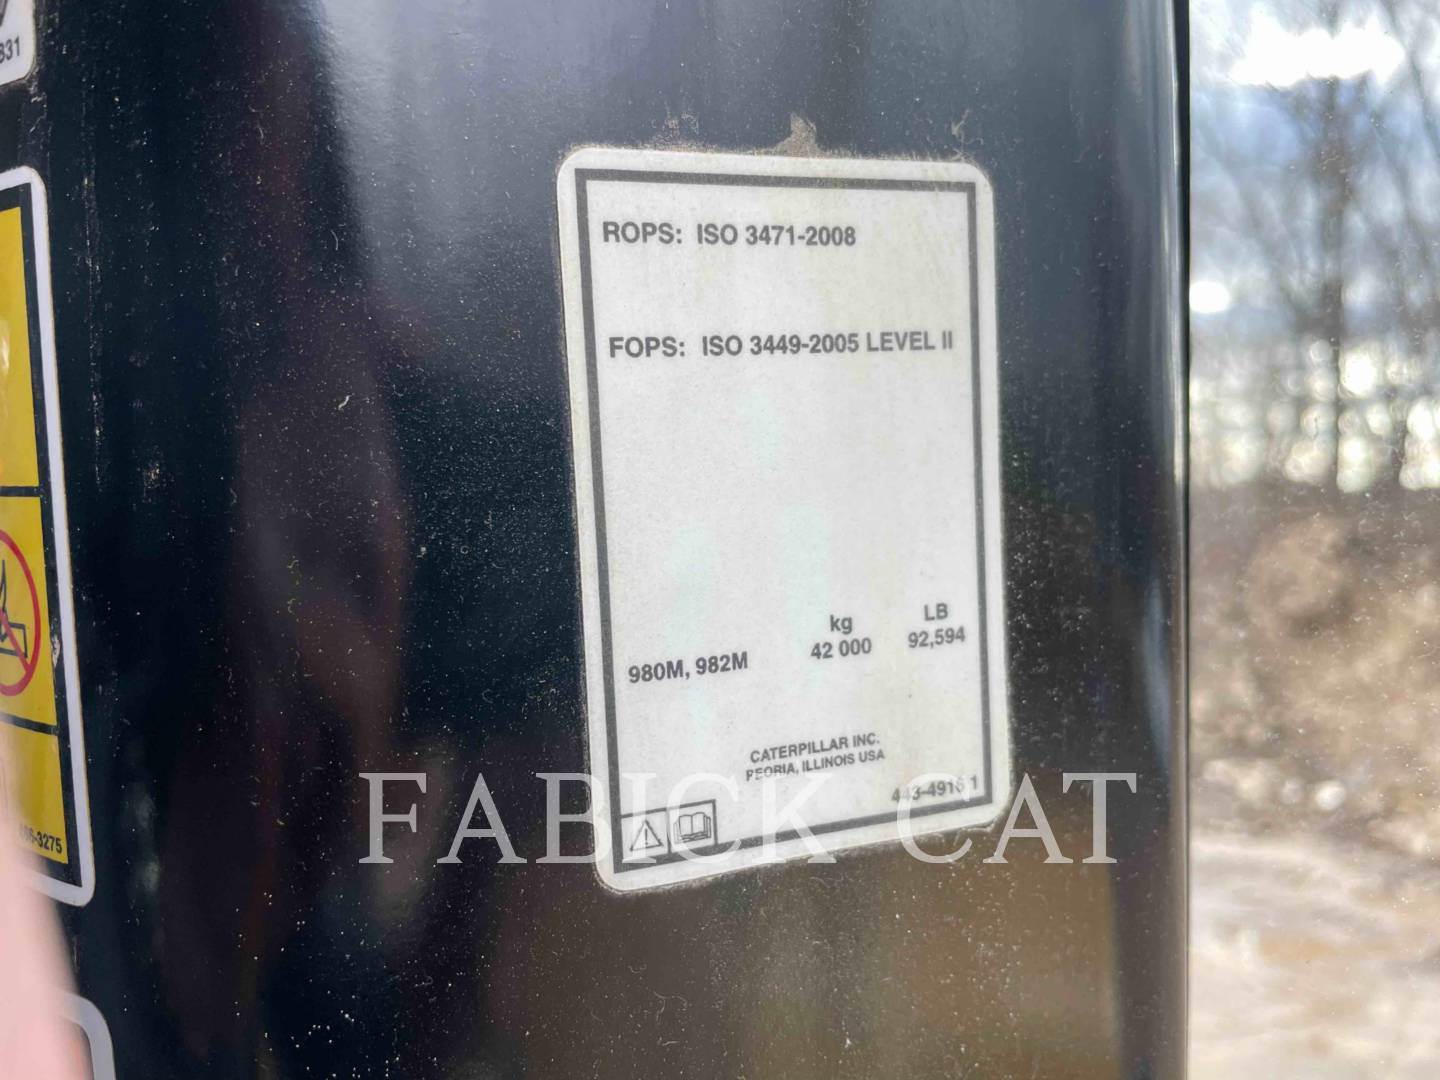 831
ROPS: ISO 3471-2008
FOPS: ISO 3449-2005 LEVEL II
kg LB
980M, 982M 42 000 92,594
CATERPILLAR INC.
PEORIA, ILLINOIS USA
FABICK CAT